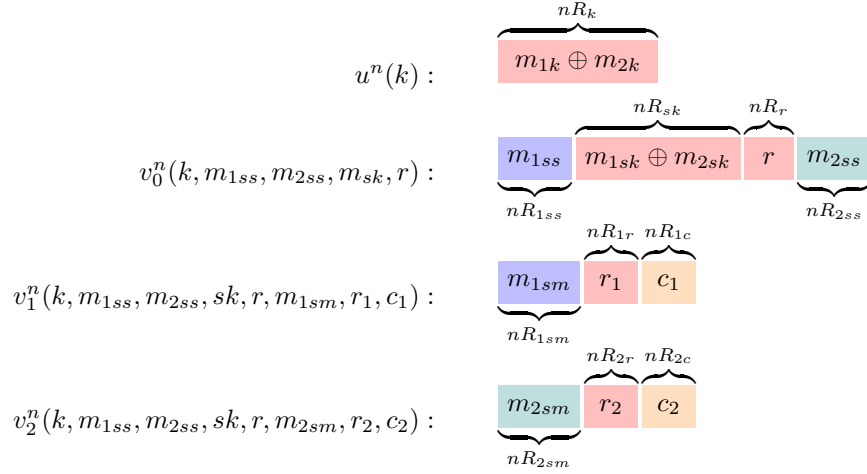 nR_k
u^n(k) : m_{1k} ⊕ m_{2k}
nR_{sk} nR_r
v_0^n(k, m_{1ss}, m_{2ss}, m_{sk}, r) : m_{1ss} m_{1sk} ⊕ m_{2sk} r m_{2ss}
nR_{1ss} nR_{2ss}
nR_{1r} nR_{1c}
v_1^n(k, m_{1ss}, m_{2ss}, sk, r, m_{1sm}, r_1, c_1) : m_{1sm} r_1 c_1
nR_{1sm}
nR_{2r} nR_{2c}
v_2^n(k, m_{1ss}, m_{2ss}, sk, r, m_{2sm}, r_2, c_2) : m_{2sm} r_2 c_2
nR_{2sm}